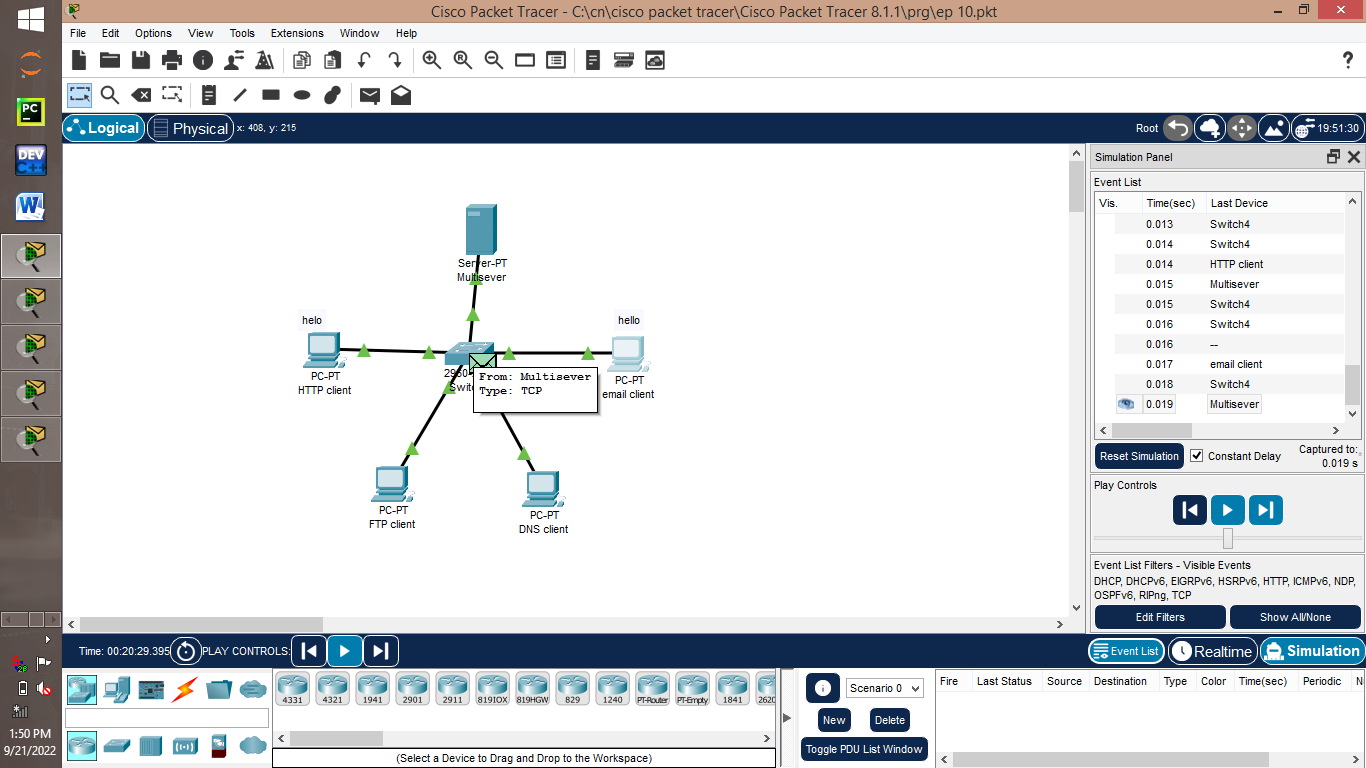 Cisco Packet Tracer - C:\cn\cisco packet tracer\Cisco Packet Tracer 8.1.1\prg\ep 10.pkt
File Edit Options View Tools Extensions Window Help
Logical Physical x: 408, y: 215
Root 19:51:30
Server-PT
Multisever
helo
hello
PC-PT
HTTP client
PC-PT
email client
From: Multisever
Type: TCP
PC-PT
FTP client
PC-PT
DNS client
Simulation Panel
Event List
Vis. Time(sec) Last Device
0.013 Switch4
0.014 Switch4
0.014 HTTP client
0.015 Multisever
0.015 Switch4
0.016 Switch4
0.016 --
0.017 email client
0.018 Switch4
0.019 Multisever
Reset Simulation Constant Delay
Captured to:
0.019 s
Play Controls
Event List Filters - Visible Events
DHCP, DHCPv6, EIGRPv6, HSRPv6, HTTP, ICMPv6, NDP,
OSPFv6, RIPng, TCP
Edit Filters Show All/None
Time: 00:20:29.395 PLAY CONTROLS:
Event List Realtime Simulation
4331 4321 1941 2901 2911 819IOX 819HGW 829 1240 PT-Router PT-Empty 1841 2620
(Select a Device to Drag and Drop to the Workspace)
Scenario 0
New Delete
Toggle PDU List Window
Fire Last Status Source Destination Type Color Time(sec) Periodic N
PC
DEV
C++
W
1:50 PM
9/21/2022